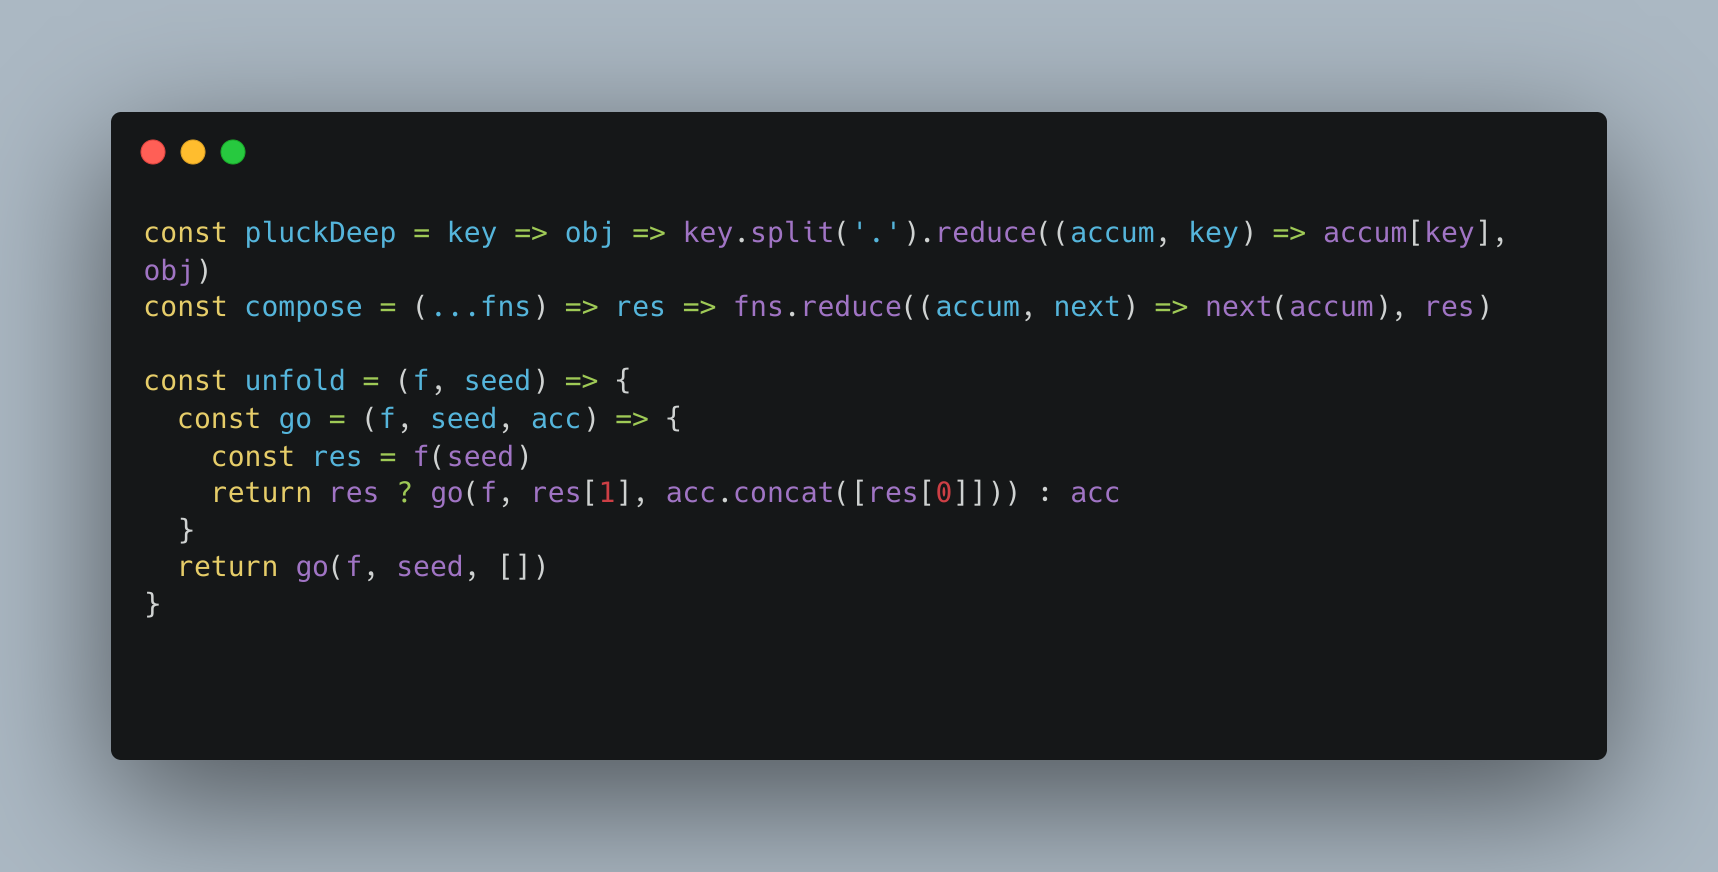 const pluckDeep = key => obj => key.split('.').reduce((accum, key) => accum[key],
obj)
const compose = (...fns) => res => fns.reduce((accum, next) => next(accum), res)

const unfold = (f, seed) => {
  const go = (f, seed, acc) => {
    const res = f(seed)
    return res ? go(f, res[1], acc.concat([res[0]])) : acc
  }
  return go(f, seed, [])
}